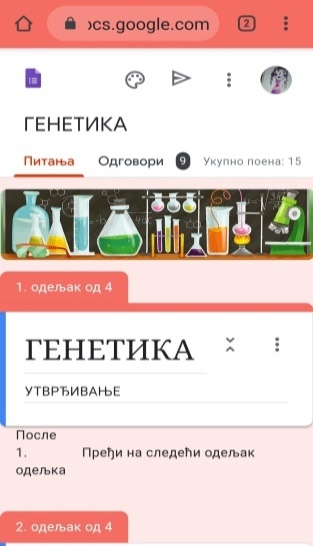 ocs.google.com
2
ГЕНЕТИКА
Питања Одговори 9 Укупно поена: 15
1. одељак од 4
ГЕНЕТИКА
УТВРЂИВАЊЕ
После
1. Пређи на следећи одељак
одељка
2. одељак од 4